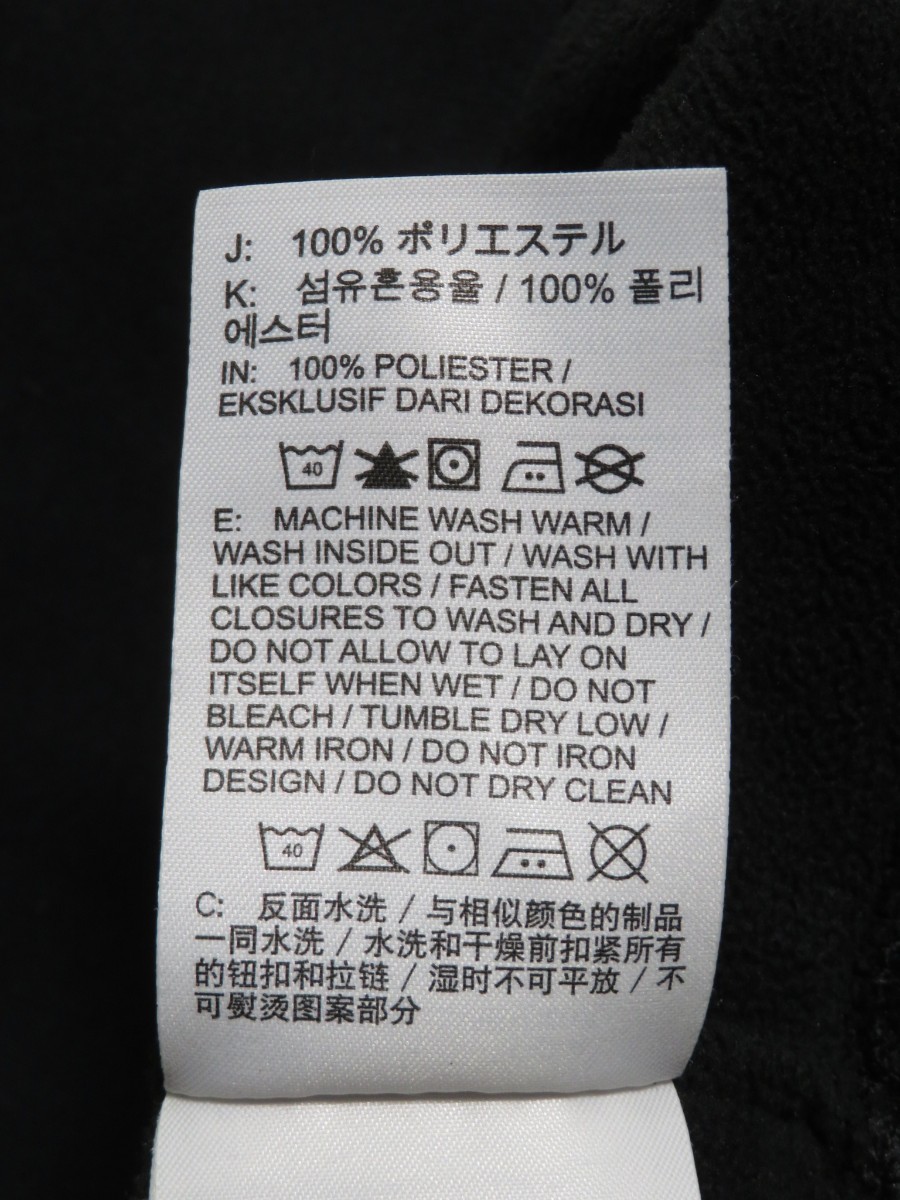 J: 100% ポリエステル
K: 섬유혼용율 / 100% 폴리
에스터
IN: 100% POLIESTER /
EKSKLUSIF DARI DEKORASI
40
E: MACHINE WASH WARM /
WASH INSIDE OUT / WASH WITH
LIKE COLORS / FASTEN ALL
CLOSURES TO WASH AND DRY /
DO NOT ALLOW TO LAY ON
ITSELF WHEN WET / DO NOT
BLEACH / TUMBLE DRY LOW /
WARM IRON / DO NOT IRON
DESIGN / DO NOT DRY CLEAN
40
C: 反面水洗 / 与相似颜色的制品
一同水洗 / 水洗和干燥前扣紧所有
的钮扣和拉链 / 湿时不可平放 / 不
可熨烫图案部分